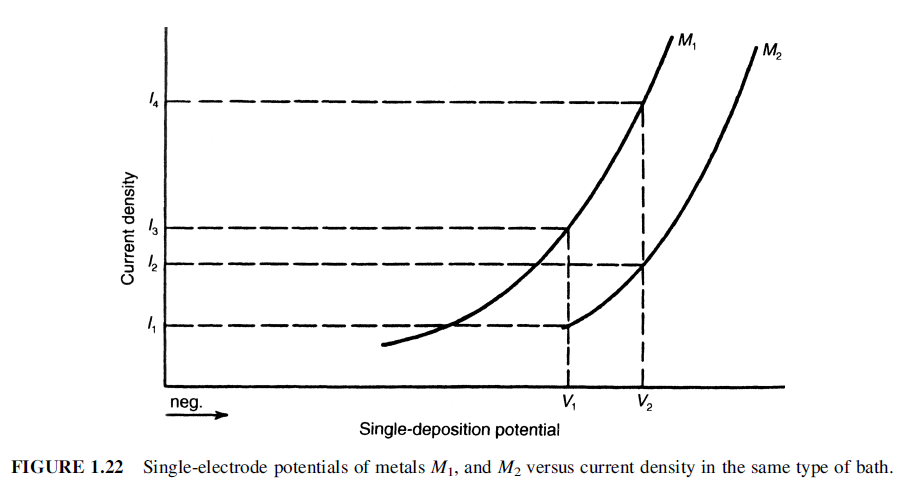 M₁
M₂
I₄
I₃
I₂
I₁
Current density
neg.
V₁
V₂
Single-deposition potential
FIGURE 1.22 Single-electrode potentials of metals M₁, and M₂ versus current density in the same type of bath.